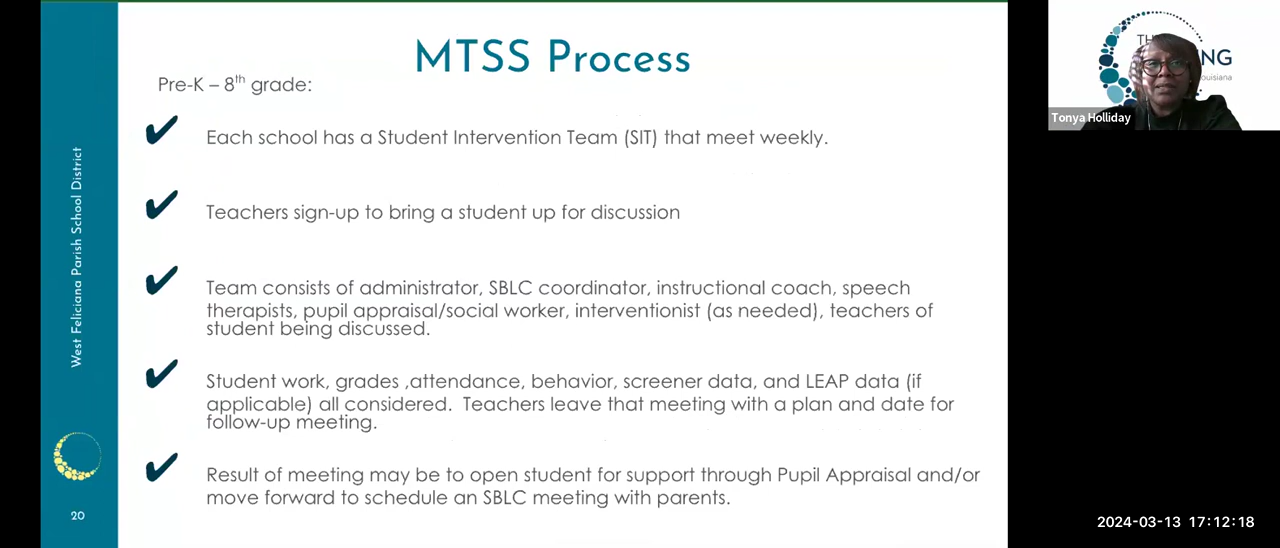 MTSS Process
Pre-K – 8th grade:
✔ Each school has a Student Intervention Team (SIT) that meet weekly.
✔ Teachers sign-up to bring a student up for discussion
✔ Team consists of administrator, SBLC coordinator, instructional coach, speech
therapists, pupil appraisal/social worker, interventionist (as needed), teachers of
student being discussed.
✔ Student work, grades ,attendance, behavior, screener data, and LEAP data (if
applicable) all considered.  Teachers leave that meeting with a plan and date for
follow-up meeting.
✔ Result of meeting may be to open student for support through Pupil Appraisal and/or
move forward to schedule an SBLC meeting with parents.
West Feliciana Parish School District
20
Tonya Holliday
2024-03-13 17:12:18